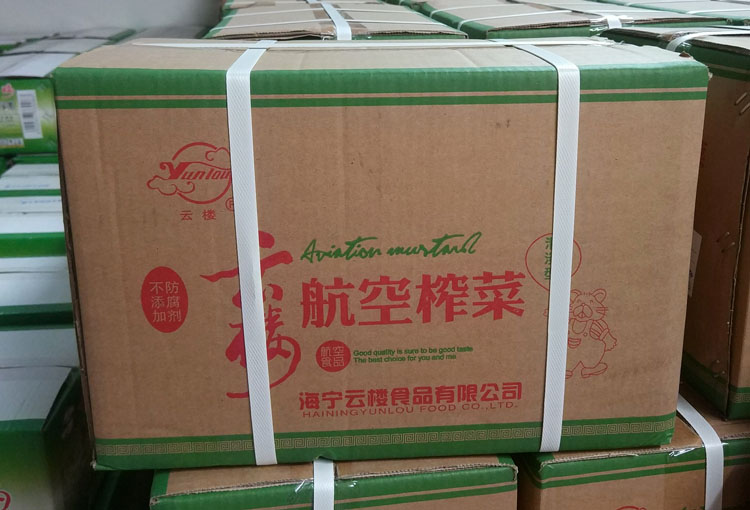 Yunlou
云楼
Aviation mustard
云楼
不添加
防腐剂
航空榨菜
航空
食品
Good quality is sure to be good taste
The best choice for you and me
海宁云楼食品有限公司
HAININGYUNLOU FOOD CO.,LTD.